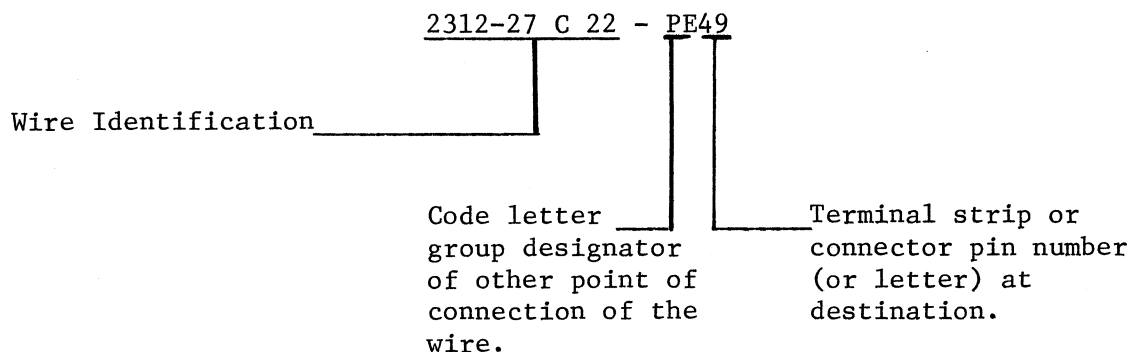 2312-27 C 22 - PE49
Wire Identification
Code letter
group designator
of other point of
connection of the
wire.
Terminal strip or
connector pin number
(or letter) at
destination.